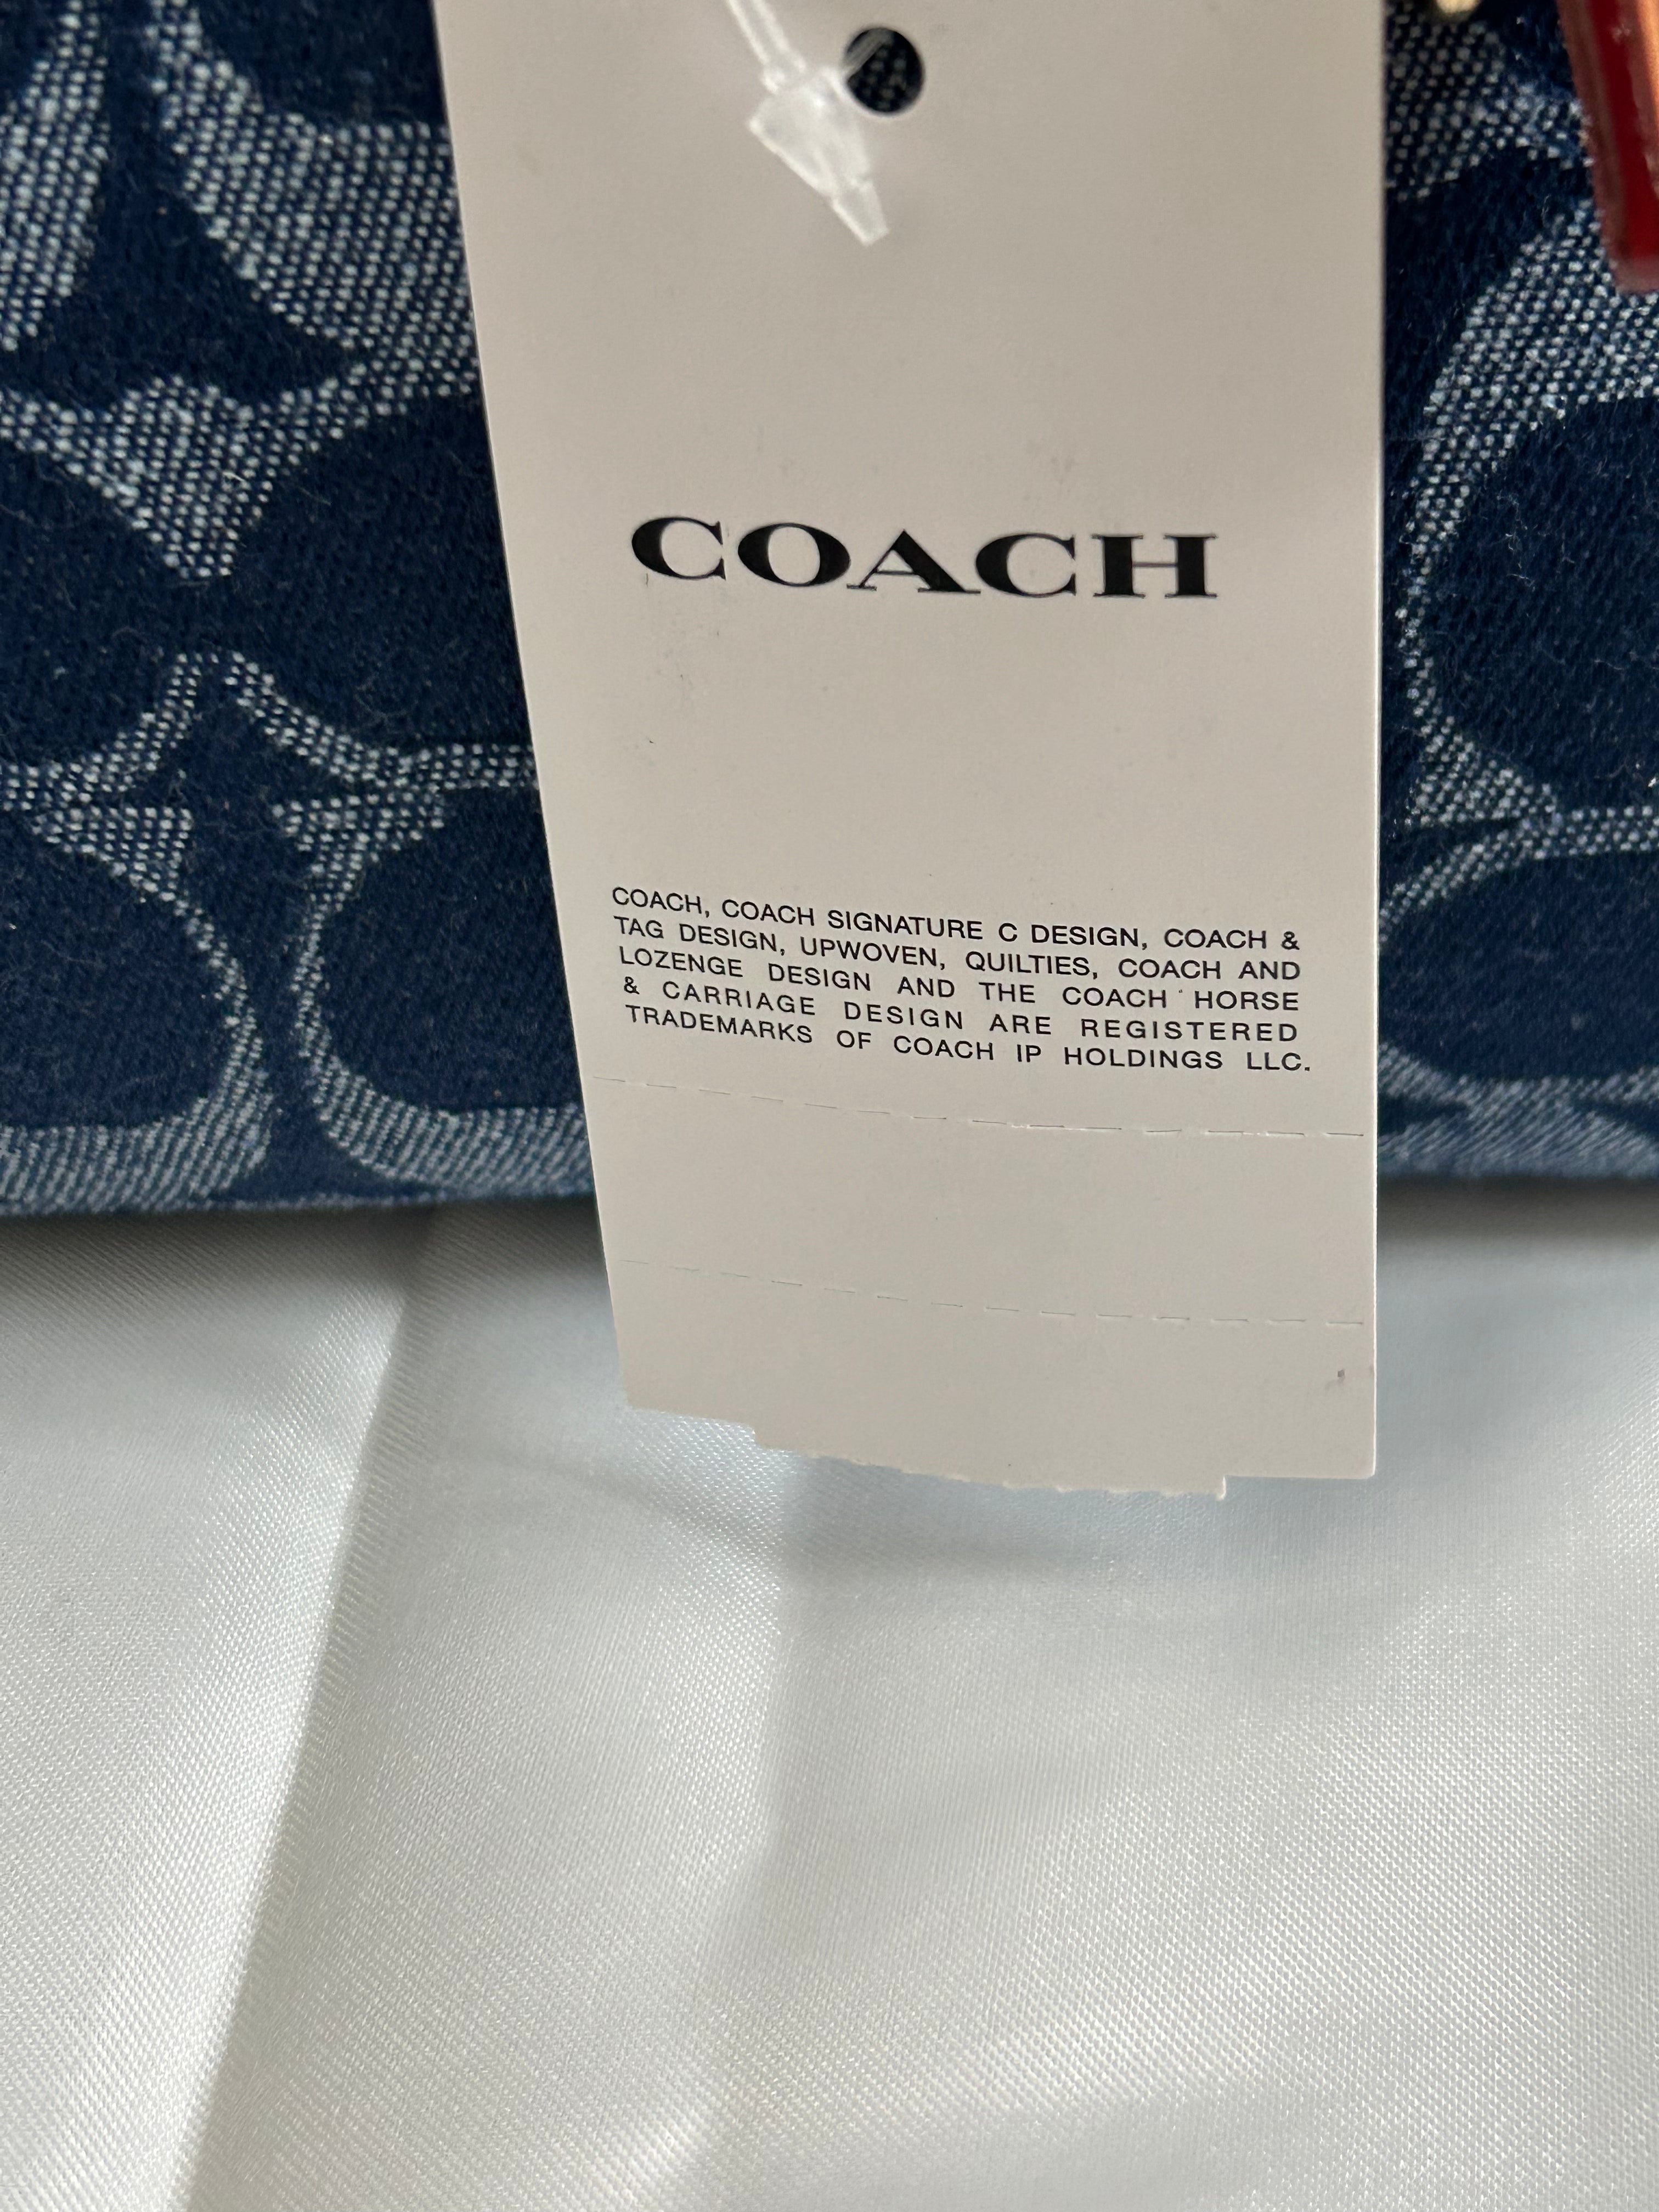 COACH
COACH, COACH SIGNATURE C DESIGN, COACH &
TAG DESIGN, UPWOVEN, QUILTIES, COACH AND
LOZENGE DESIGN AND THE COACH HORSE
& CARRIAGE DESIGN ARE REGISTERED
TRADEMARKS OF COACH IP HOLDINGS LLC.